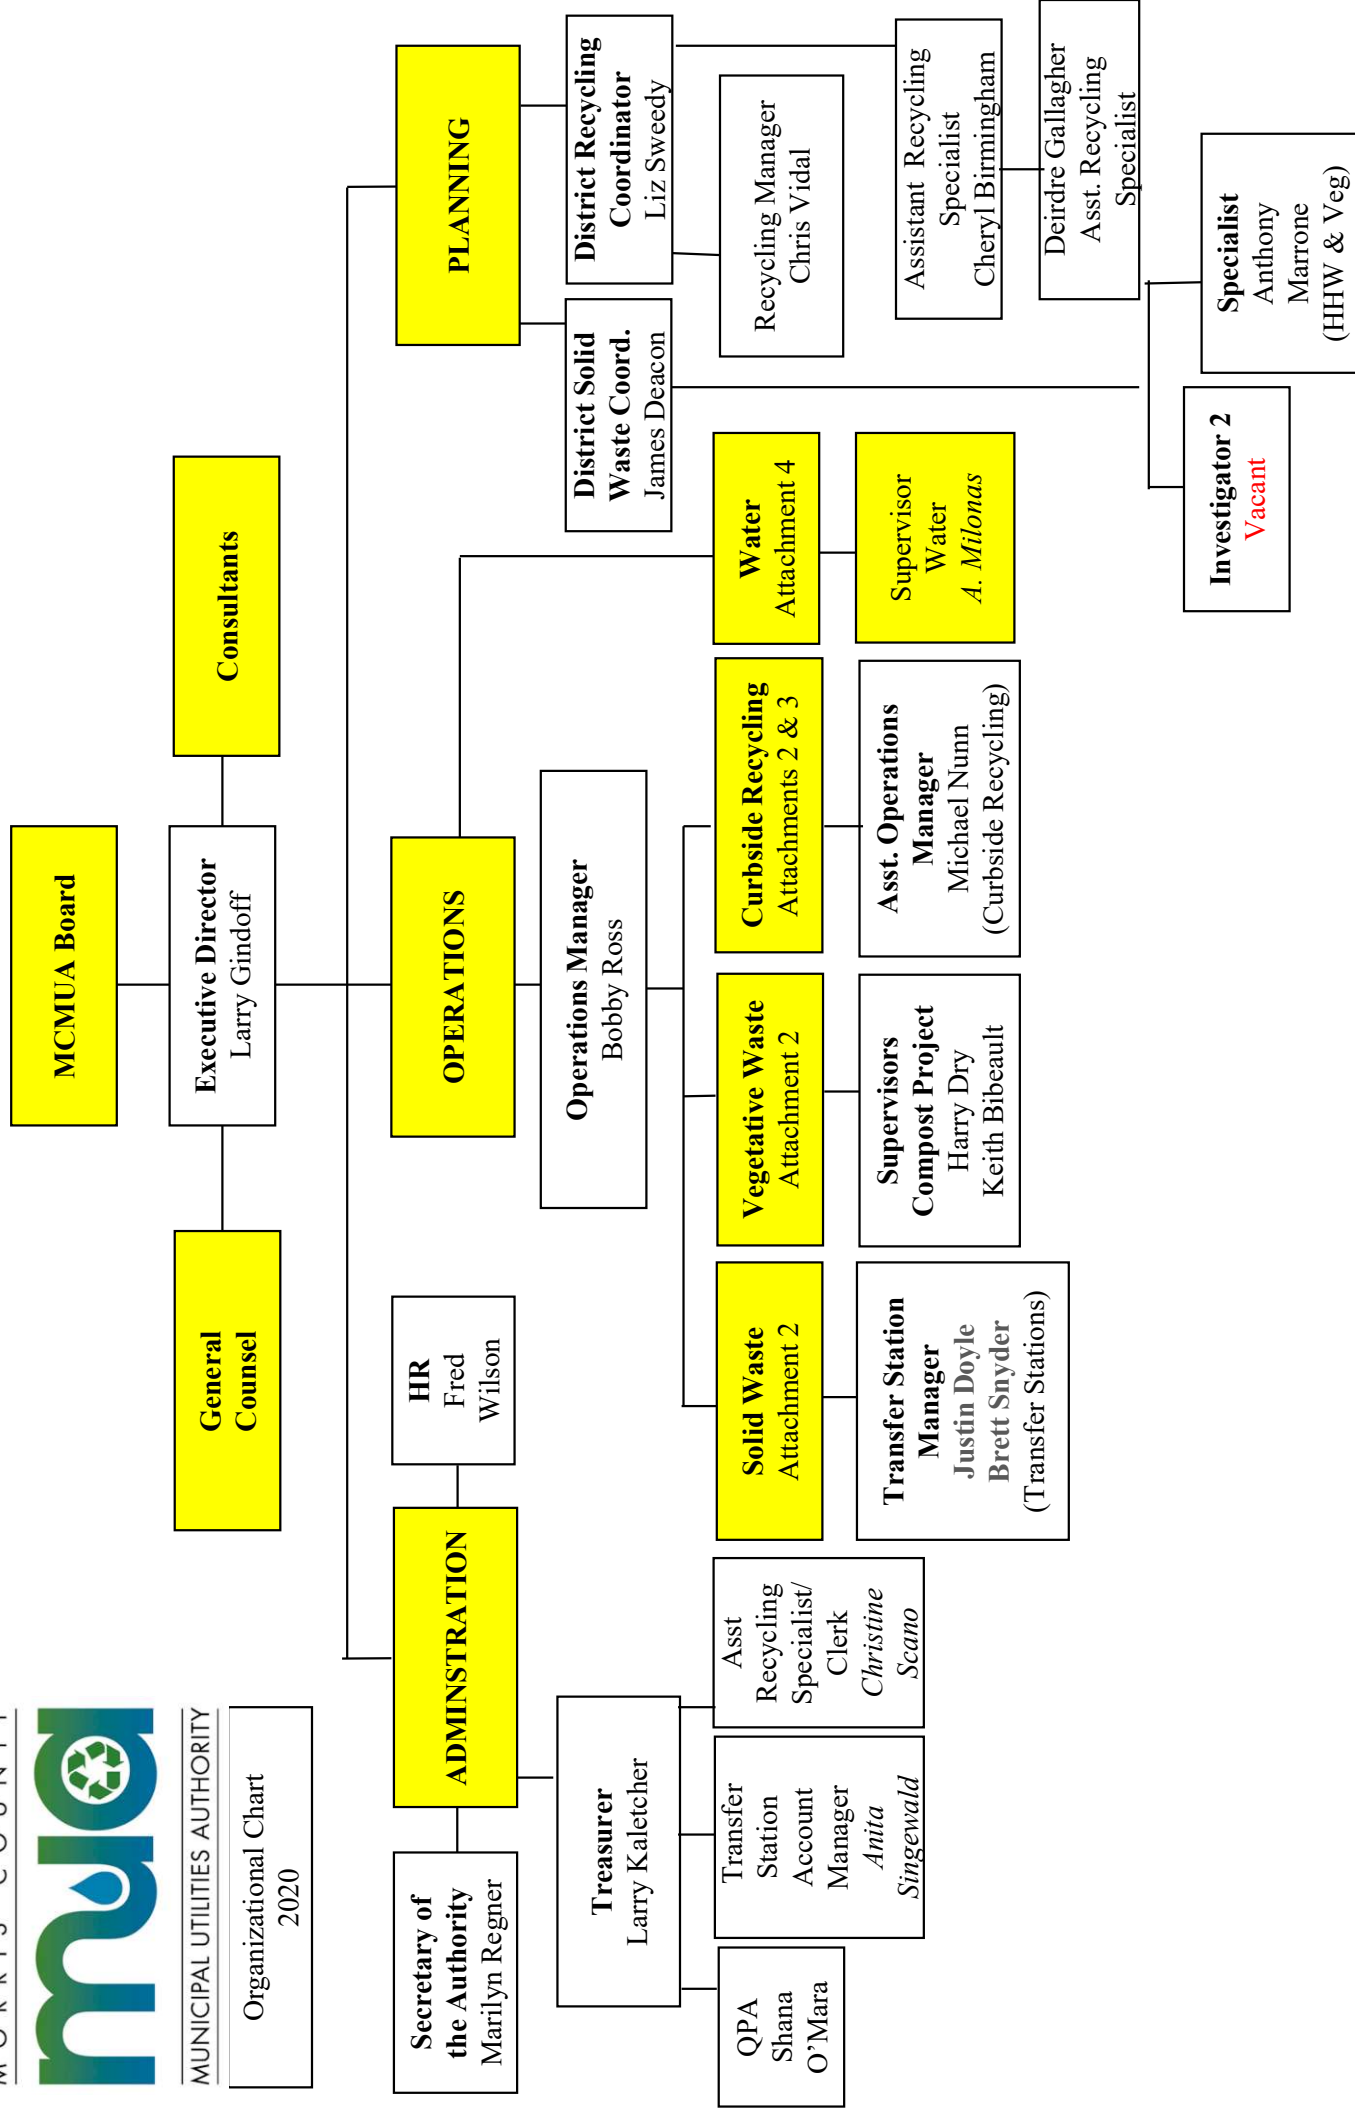 MORRIS COUNTY
mua
MUNICIPAL UTILITIES AUTHORITY
Organizational Chart
2020
MCMUA Board
Executive Director
Larry Gindoff
General
Counsel
Consultants
ADMINSTRATION
HR
Fred
Wilson
Secretary of
the Authority
Marilyn Regner
Treasurer
Larry Kaletcher
QPA
Shana
O’Mara
Transfer
Station
Account
Manager
Anita
Singewald
Asst
Recycling
Specialist/
Clerk
Christine
Scano
OPERATIONS
Operations Manager
Bobby Ross
Solid Waste
Attachment 2
Transfer Station
Manager
Justin Doyle
Brett Snyder
(Transfer Stations)
Vegetative Waste
Attachment 2
Supervisors
Compost Project
Harry Dry
Keith Bibeault
Curbside Recycling
Attachments 2 & 3
Asst. Operations
Manager
Michael Nunn
(Curbside Recycling)
Water
Attachment 4
Supervisor
Water
A. Milonas
PLANNING
District Solid
Waste Coord.
James Deacon
District Recycling
Coordinator
Liz Sweedy
Recycling Manager
Chris Vidal
Assistant Recycling
Specialist
Cheryl Birmingham
Deirdre Gallagher
Asst. Recycling
Specialist
Investigator 2
Vacant
Specialist
Anthony
Marrone
(HHW & Veg)